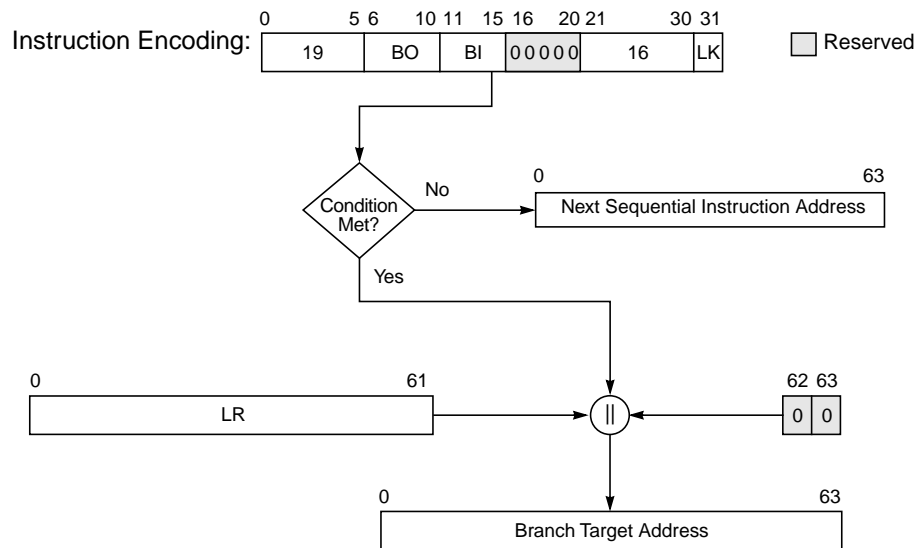 0 5 6 10 11 15 16 20 21 30 31
Instruction Encoding: 19 BO BI 0 0 0 0 0 16 LK Reserved
0 63
No
Condition
Met?
Next Sequential Instruction Address
Yes
0 61 62 63
LR || 0 0
0 63
Branch Target Address